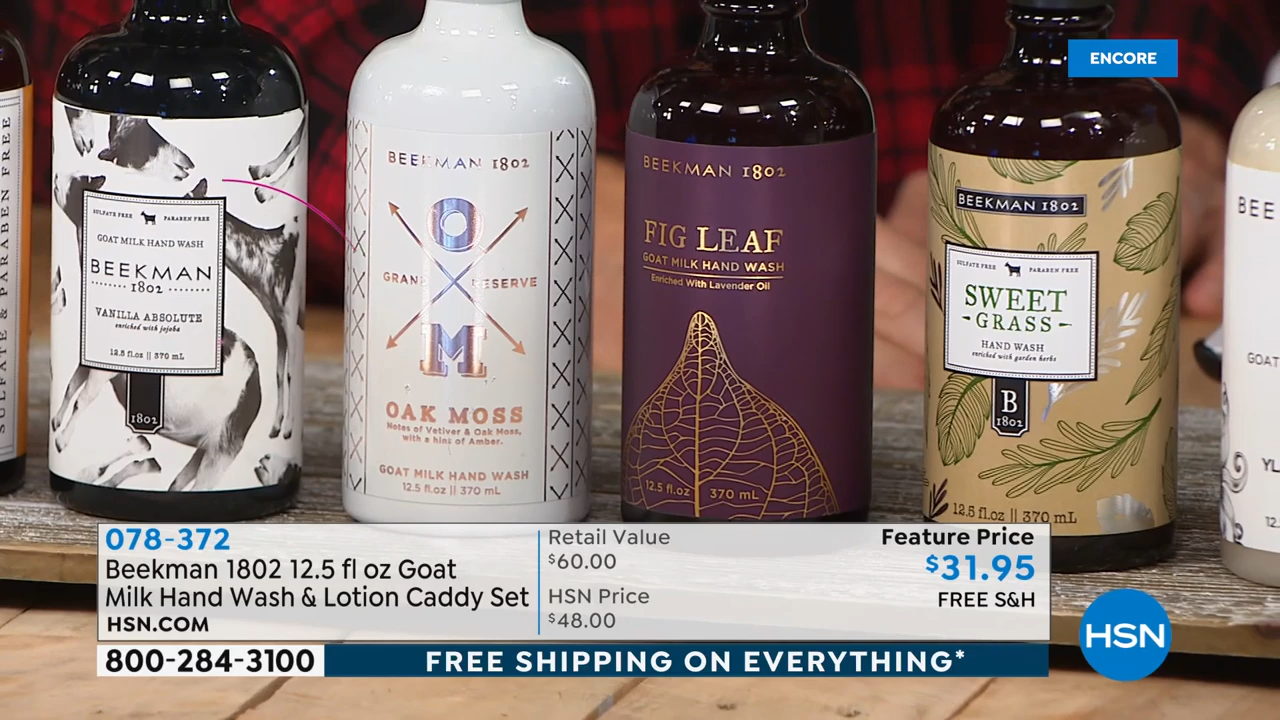 ENCORE
SULFATE & PARABEN FREE
SULFATE FREE PARABEN FREE
GOAT MILK HAND WASH
BEEKMAN
1802
VANILLA ABSOLUTE
enriched with jojoba
12.5 fl.oz || 370 mL
1802
BEEKMAN 1802
O
GRAND RESERVE
M
OAK MOSS
Notes of Vetiver & Oak Moss,
with a hint of Amber.
GOAT MILK HAND WASH
12.5 fl.oz || 370 mL
BEEKMAN 1802
FIG LEAF
GOAT MILK HAND WASH
Enriched With Lavender Oil
12.5 fl.oz 370 mL
BEEKMAN 1802
SULFATE FREE PARABEN FREE
SWEET
GRASS
HAND WASH
enriched with garden herbs
B
1802
12.5 fl.oz || 370 mL
BEE
GOAT
YL
12.
078-372
Beekman 1802 12.5 fl oz Goat
Milk Hand Wash & Lotion Caddy Set
HSN.COM
Retail Value
$60.00
HSN Price
$48.00
Feature Price
$31.95
FREE S&H
HSN
800-284-3100
FREE SHIPPING ON EVERYTHING*